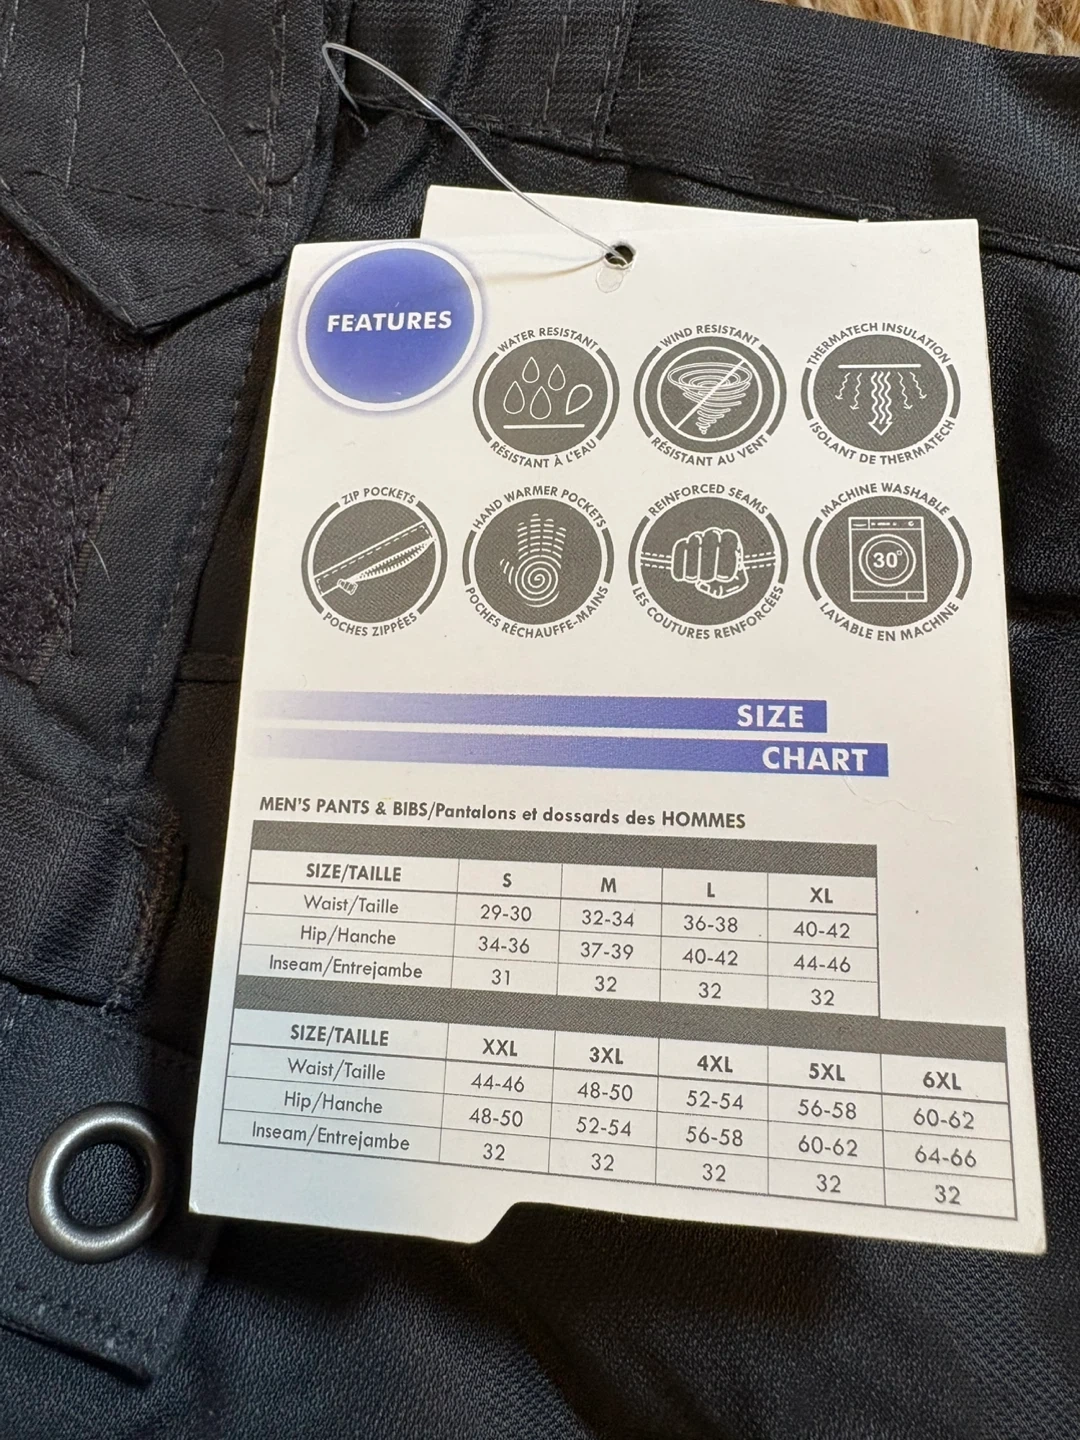 FEATURES
WATER RESISTANT
RÉSISTANT À L'EAU
WIND RESISTANT
RÉSISTANT AU VENT
THERMATECH INSULATION
ISOLANT DE THERMATECH
ZIP POCKETS
POCHES ZIPPÉES
HAND WARMER POCKETS
POCHES RÉCHAUFFE-MAINS
REINFORCED SEAMS
LES COUTURES RENFORCÉES
MACHINE WASHABLE
30°
LAVABLE EN MACHINE
SIZE
CHART
MEN'S PANTS & BIBS/Pantalons et dossards des HOMMES
SIZE/TAILLE S M L XL
Waist/Taille 29-30 32-34 36-38 40-42
Hip/Hanche 34-36 37-39 40-42 44-46
Inseam/Entrejambe 31 32 32 32
SIZE/TAILLE XXL 3XL 4XL 5XL 6XL
Waist/Taille 44-46 48-50 52-54 56-58 60-62
Hip/Hanche 48-50 52-54 56-58 60-62 64-66
Inseam/Entrejambe 32 32 32 32 32